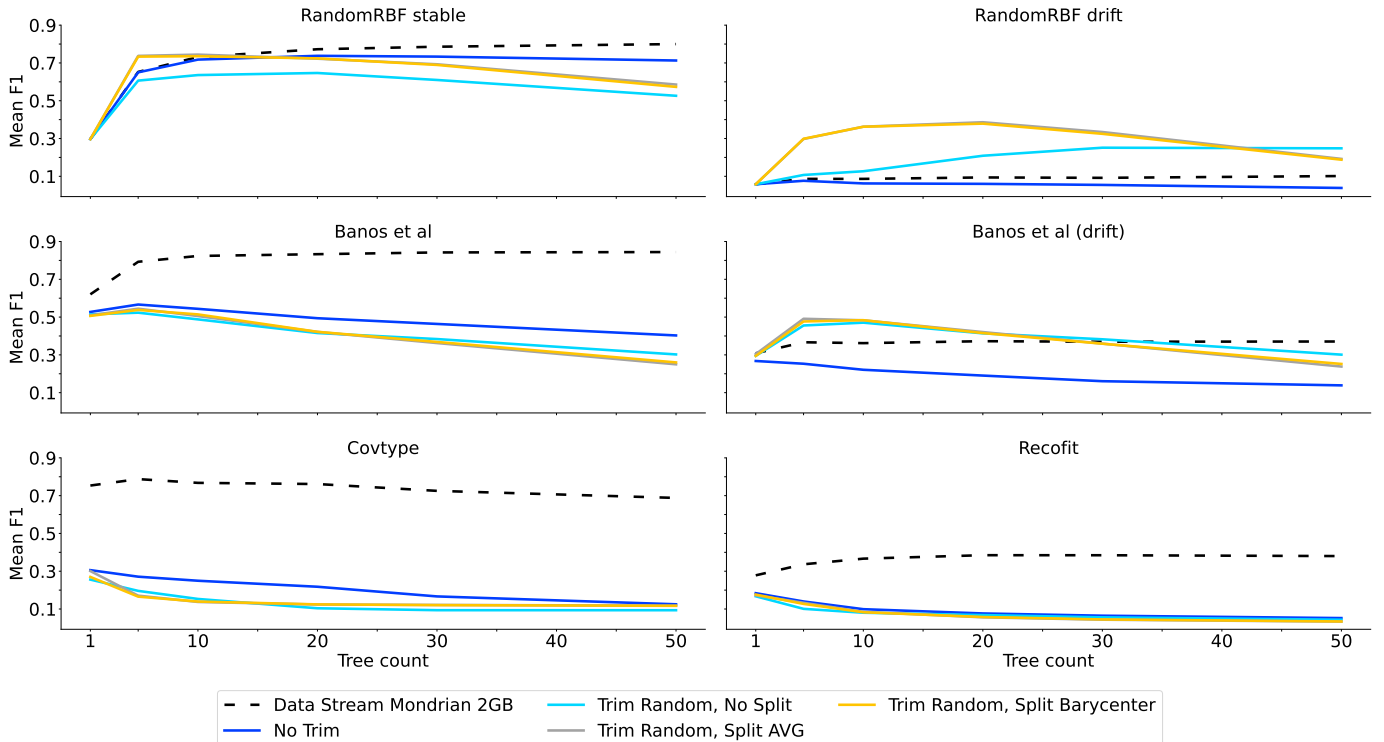 RandomRBF stable
RandomRBF drift
0.9
0.7
0.5
0.3
0.1
Mean F1
Banos et al
Banos et al (drift)
0.9
0.7
0.5
0.3
0.1
Mean F1
Covtype
Recofit
0.9
0.7
0.5
0.3
0.1
Mean F1
1 10 20 30 40 50
Tree count
1 10 20 30 40 50
Tree count
Data Stream Mondrian 2GB
No Trim
Trim Random, No Split
Trim Random, Split AVG
Trim Random, Split Barycenter